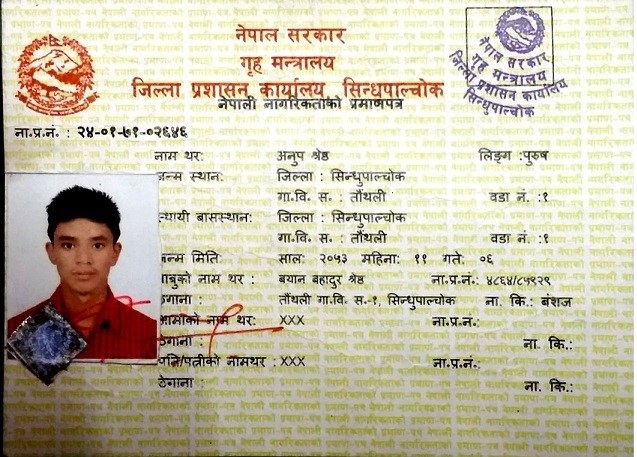 नेपाल सरकार
गृह मन्त्रालय
जिल्ला प्रशासन कार्यालय, सिन्धुपाल्चोक
नेपाली नागरिकताको प्रमाणपत्र
नेपाल सरकार
गृह मन्त्रालय
जिल्ला प्रशासन कार्यालय
सिन्धुपाल्चोक
ना.प्र.नं. : २४-०१-७१-०२६४६
नाम थर: अनुप श्रेष्ठ लिङ्ग :पुरुष
जन्म स्थान: जिल्ला : सिन्धुपाल्चोक
गा.वि. स. : तौंथली वडा नं. :१
स्थायी बासस्थान: जिल्ला : सिन्धुपाल्चोक
गा.वि. स. : तौंथली वडा नं. :१
जन्म मिति: साल: २०५३ महिना: ११ गते: ०६
बाबुको नाम थर : बयान बहादुर श्रेष्ठ ना.प्र.नं.: ४८६४/८५९२९
ठेगाना : तौंथली गा.वि. स.-१, सिन्धुपाल्चोक ना. कि.: बंशज
आमाको नाम थर: XXX ना.प्र.नं.:
ठेगाना : ना. कि.:
पति/पत्नीको नामथर : XXX ना.प्र.नं.:
ठेगाना: ना. कि.: